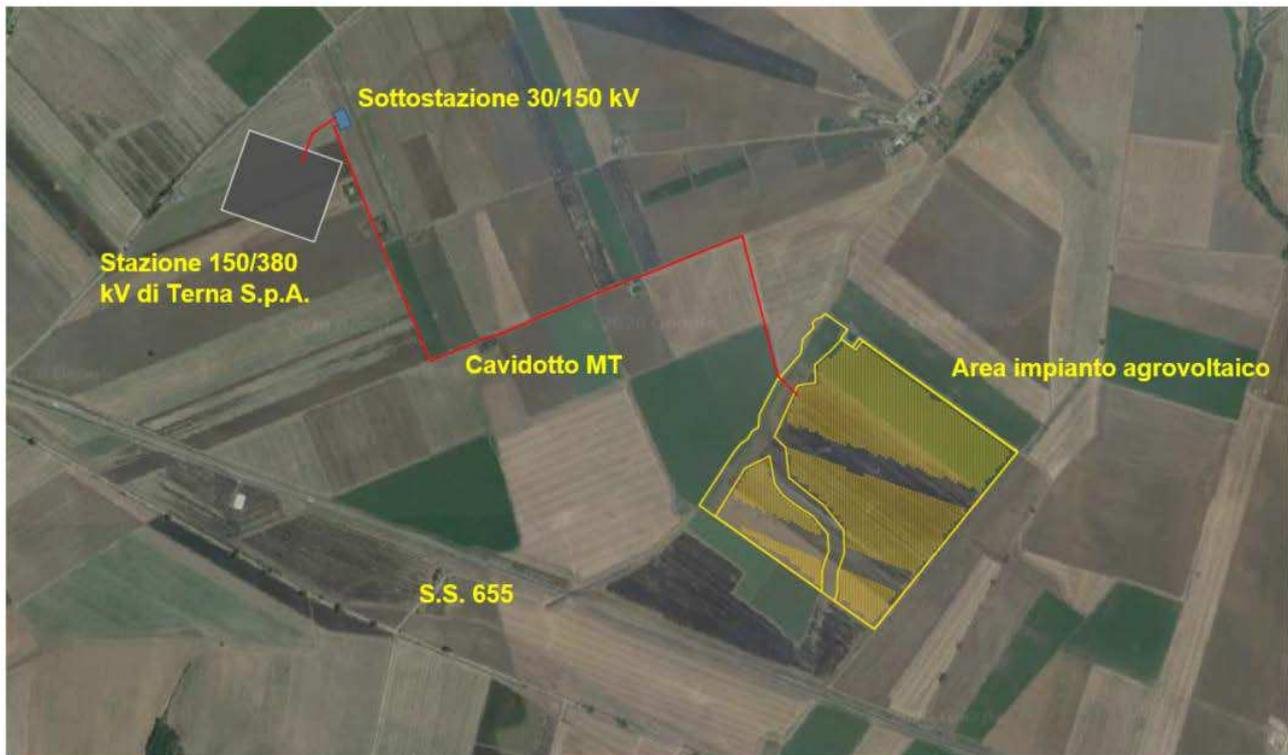 Sottostazione 30/150 kV
Stazione 150/380
kV di Terna S.p.A.
Cavidotto MT
Area impianto agrovoltaico
S.S. 655